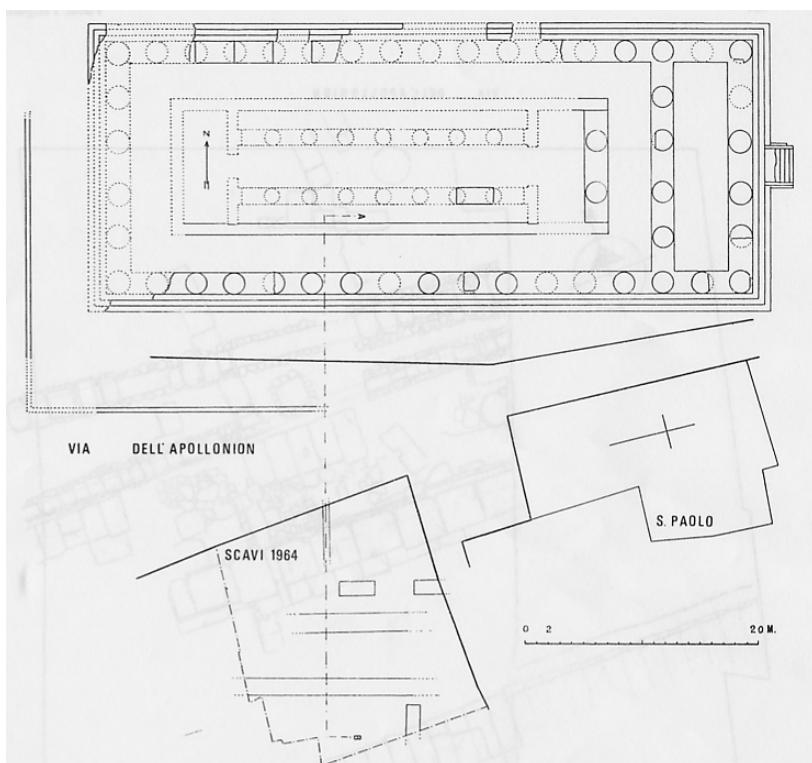 N
A
VIA DELL' APOLLONION
S. PAOLO
SCAVI 1964
0 2 20 M.
B